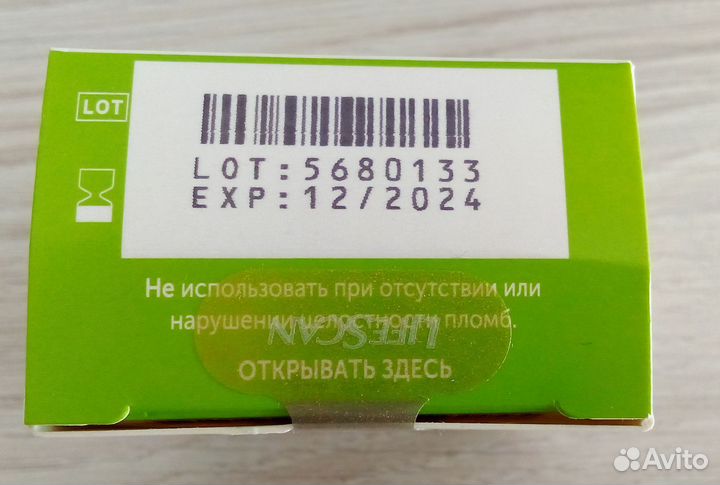 LOT
LOT:5680133
EXP:12/2024
Не использовать при отсутствии или
нарушении целостности пломб.
LIFESCAN
ОТКРЫВАТЬ ЗДЕСЬ
Avito